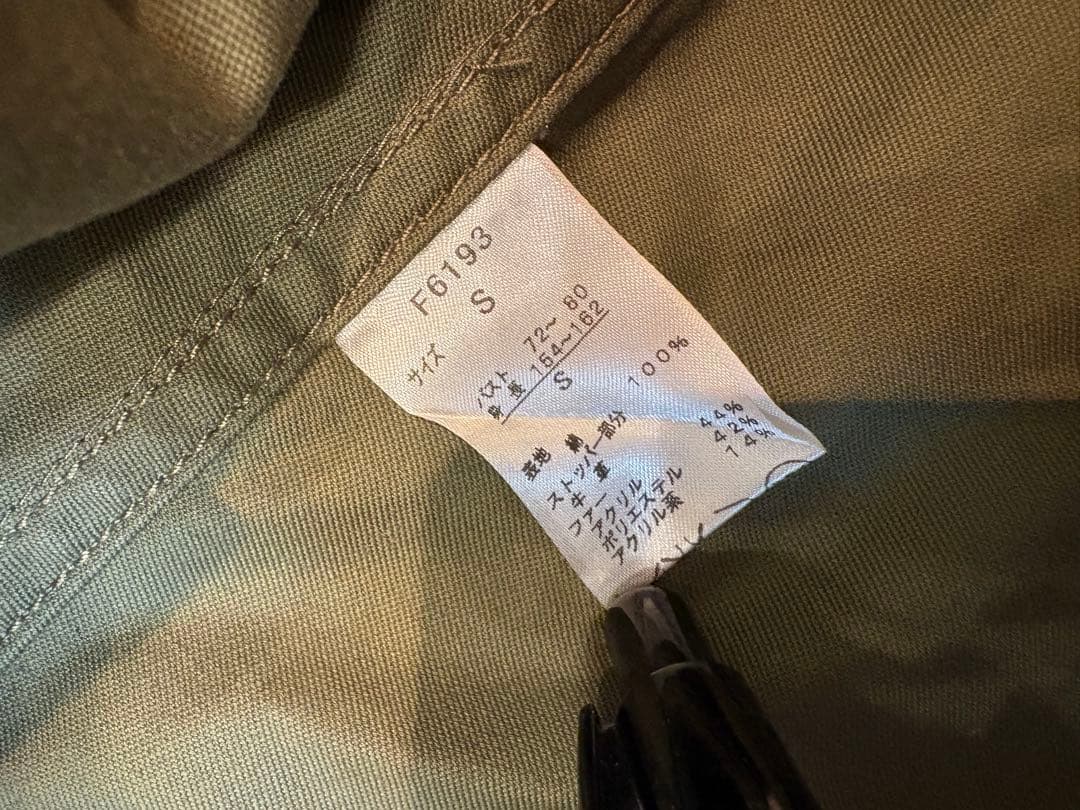 F6193
サイズ S
バスト 72~ 80
身長 154~162
S
表地 綿 100%
ストッパー部分
牛革
ファー
アクリル 44%
ポリエステル 42%
アクリル系 14%